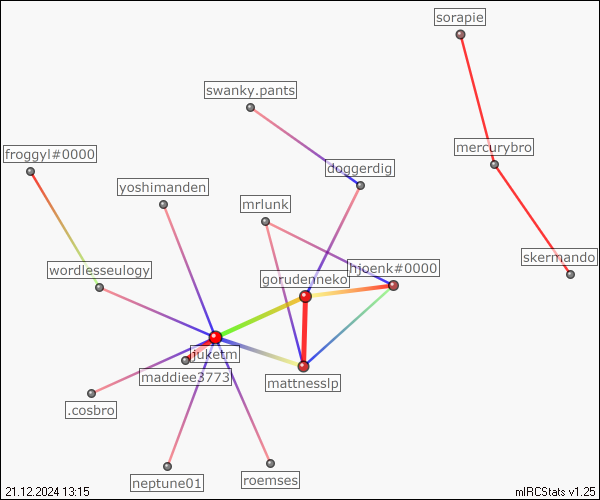 sorapie
swanky.pants
mercurybro
froggyl#0000
doggerdig
yoshimanden
mrlunk
skermando
hjoenk#0000
wordlesseulogy
gorudenneko
juketm
maddiee3773
mattnesslp
.cosbro
neptune01
roemses
21.12.2024 13:15
mIRCStats v1.25